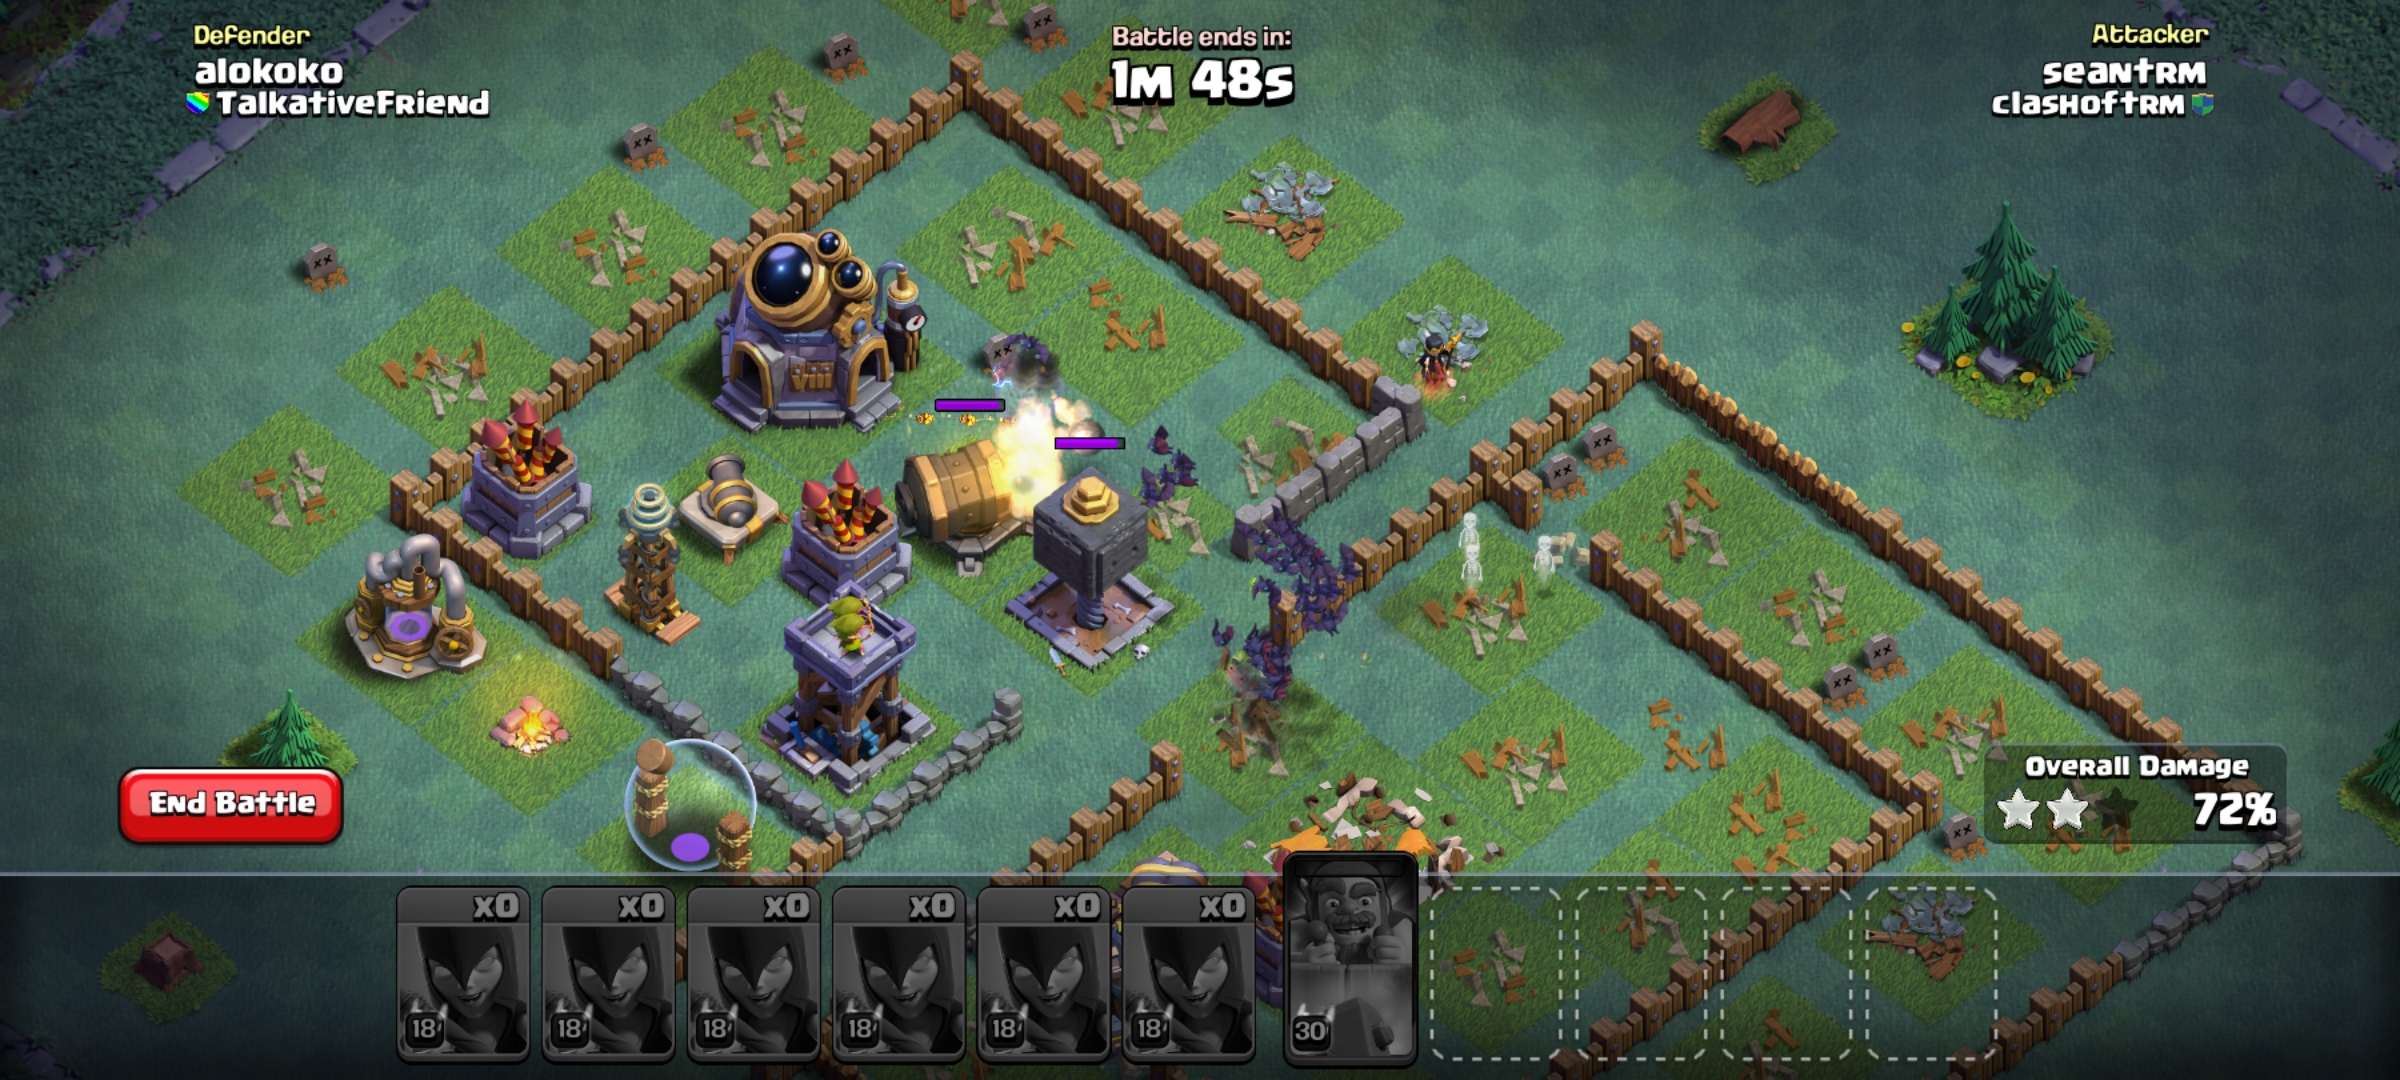 Defender
alokoko
TalkativeFriend
Battle ends in:
1M 48s
Attacker
seantrm
clashoftrm
VIII
End Battle
Overall Damage
72%
x0 x0 x0 x0 x0 x0
18 18 18 18 18 18 30